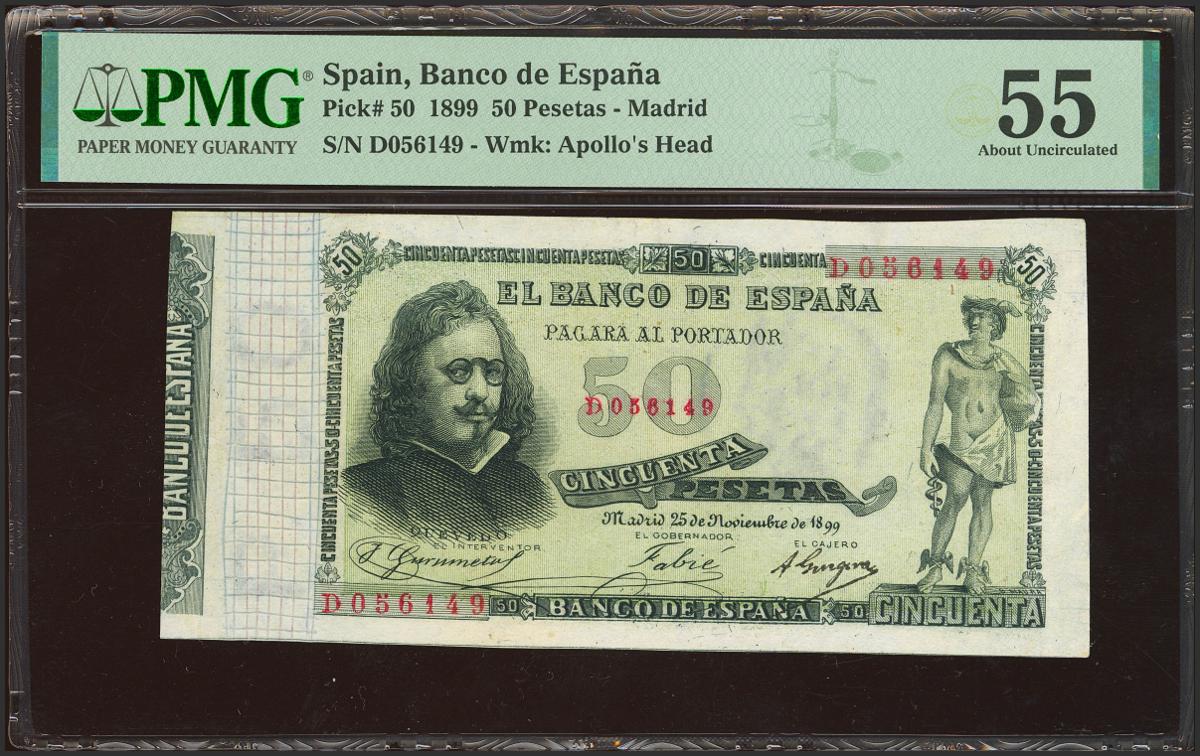 PMG®
PAPER MONEY GUARANTY
Spain, Banco de España
Pick# 50 1899 50 Pesetas - Madrid
S/N D056149 - Wmk: Apollo's Head
55
About Uncirculated
50
CINCUENTA PESETAS CINCUENTA PESETAS
50
CINCUENTA
D056149
50
EL BANCO DE ESPAÑA
PAGARÁ AL PORTADOR
50
D056149
CINCUENTA
PESETAS
Madrid 25 de Noviembre de 1899
QUEVEDO
EL INTERVENTOR
EL GOBERNADOR
EL CAJERO
Fabié
D056149
50
BANCO DE ESPAÑA
50
CINCUENTA